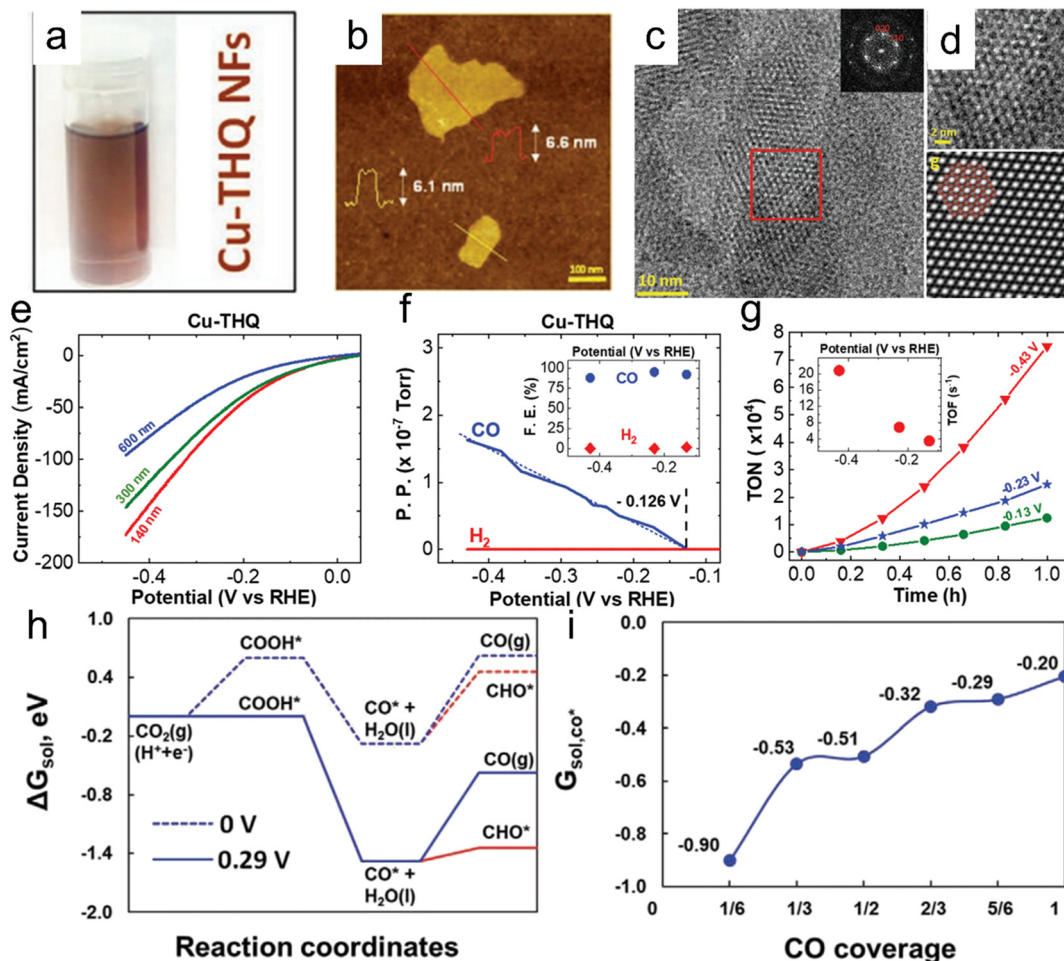 a
Cu-THQ NFs
b
6.6 nm
6.1 nm
100 nm
c
020
110
10 nm
d
2 nm
g
e
Cu-THQ
Current Density (mA/cm²)
0
-50
-100
-150
-200
600 nm
300 nm
140 nm
-0.4
-0.2
0.0
Potential (V vs RHE)
f
Cu-THQ
P. P. (x 10⁻⁷ Torr)
3
2
1
0
Potential (V vs RHE)
F. E. (%)
100
75
50
25
0
CO
H₂
-0.4
-0.2
CO
- 0.126 V
H₂
-0.4
-0.3
-0.2
-0.1
Potential (V vs RHE)
g
TON ( x10⁴)
8
7
6
5
4
3
2
1
0
Potential (V vs RHE)
20
16
12
8
4
TOF (s⁻¹)
-0.4
-0.2
-0.43 V
-0.23 V
-0.13 V
0.0
0.2
0.4
0.6
0.8
1.0
Time (h)
h
ΔG sol, eV
1.0
0.4
-0.2
-0.8
-1.4
-2.0
COOH*
COOH*
CO₂(g)
(H⁺+e⁻)
CO* +
H₂O(l)
CO(g)
CHO*
CO(g)
CHO*
CO* +
H₂O(l)
0 V
0.29 V
Reaction coordinates
i
G sol,co*
0.0
-0.2
-0.4
-0.6
-0.8
-1.0
-0.90
-0.53
-0.51
-0.32
-0.29
-0.20
0
1/6
1/3
1/2
2/3
5/6
1
CO coverage